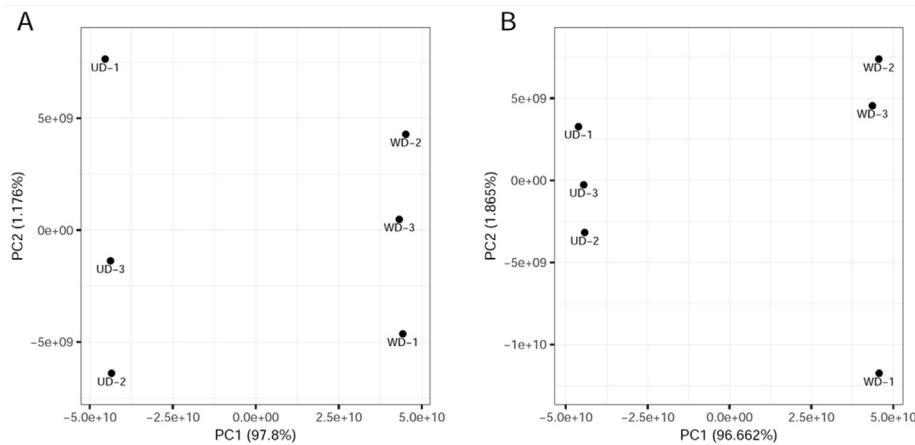 A
B
UD-1
WD-2
WD-3
UD-3
WD-1
UD-2
5e+09
0e+00
-5e+09
PC2 (1.176%)
-5.0e+10 -2.5e+10 0.0e+00 2.5e+10 5.0e+10
PC1 (97.8%)
WD-2
WD-3
UD-1
UD-3
UD-2
WD-1
5e+09
0e+00
-5e+09
-1e+10
PC2 (1.865%)
-5.0e+10 -2.5e+10 0.0e+00 2.5e+10 5.0e+10
PC1 (96.662%)